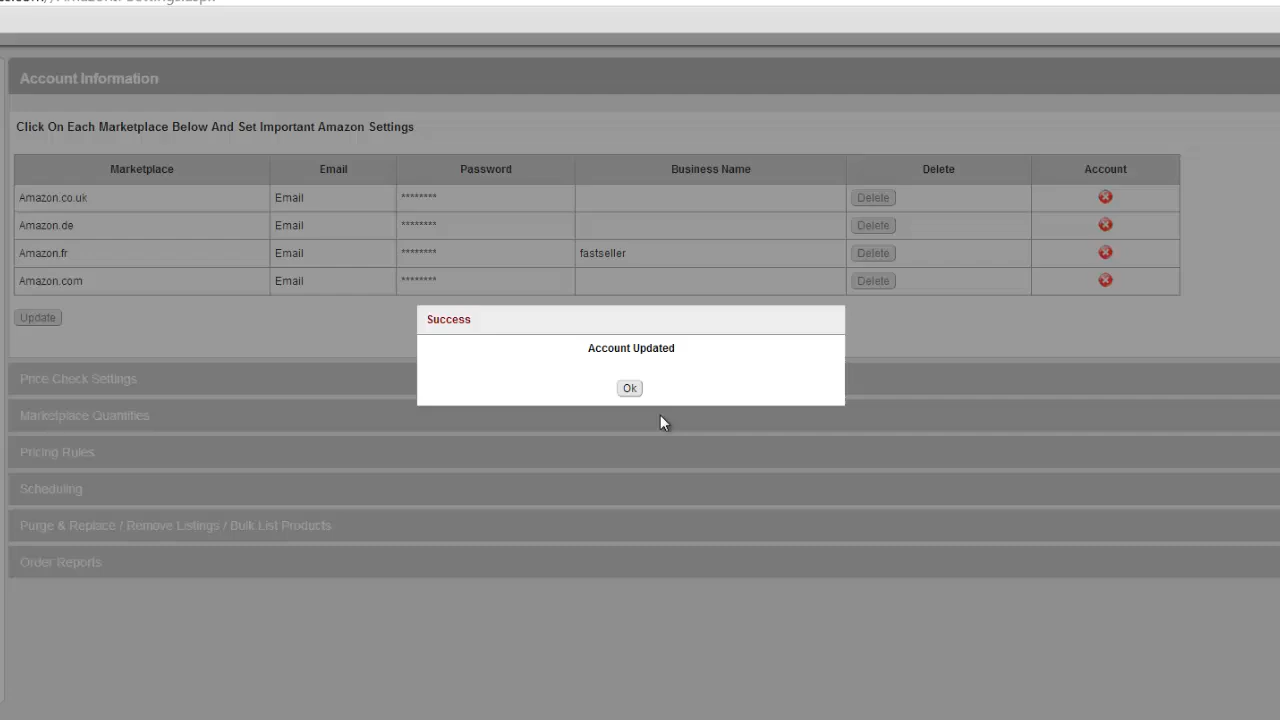 Account Information
Click On Each Marketplace Below And Set Important Amazon Settings
Marketplace Email Password Business Name Delete Account
Amazon.co.uk Email ******** Delete
Amazon.de Email ******** Delete
Amazon.fr Email ******** fastseller Delete
Amazon.com Email ******** Delete
Update
Success
Account Updated
Ok
Price Check Settings
Marketplace Quantities
Pricing Rules
Scheduling
Purge & Replace / Remove Listings / Bulk List Products
Order Reports